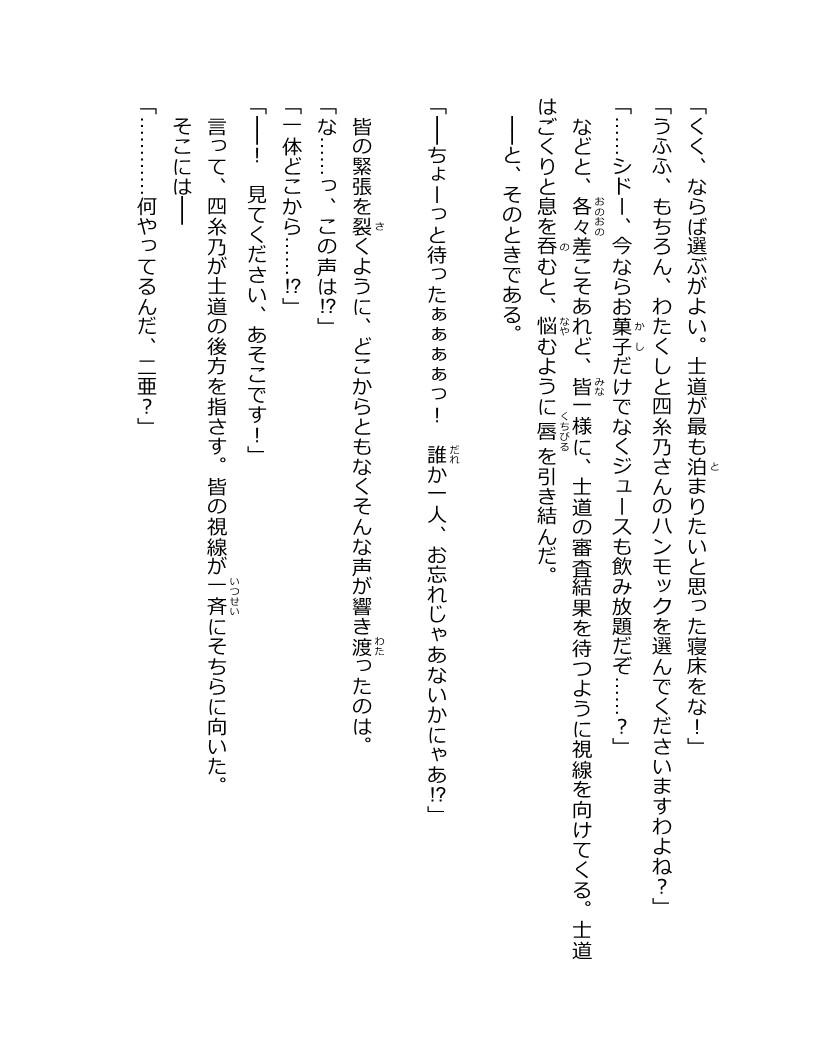 「くく、ならば選ぶがよい。士道が最も泊まりたいと思った寝床をな！」
「うふふ、もちろん、わたくしと四糸乃さんのハンモックを選んでくださいますわよね？」
「……シドー、今ならお菓子だけでなくジュースも飲み放題だぞ……？」
などと、各々差こそあれど、皆一様に、士道の審査結果を待つように視線を向けてくる。士道
はごくりと息を呑むと、悩むように唇を引き結んだ。
――と、そのときである。
「――ちょーっと待ったぁぁぁぁっ！　誰か一人、お忘れじゃあないかにゃあ⁉」
皆の緊張を裂くように、どこからともなくそんな声が響き渡ったのは。
「な……っ、この声は⁉」
「一体どこから……⁉」
「――！　見てください、あそこです！」
言って、四糸乃が士道の後方を指さす。皆の視線が一斉にそちらに向いた。
そこには――
「…………何やってるんだ、二亜？」